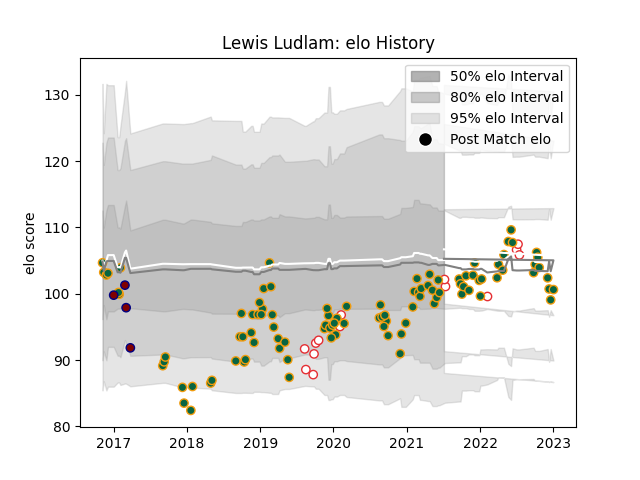 Lewis Ludlam: elo History
50% elo Interval
80% elo Interval
95% elo Interval
Post Match elo
elo score
130
120
110
100
90
80
2017
2018
2019
2020
2021
2022
2023